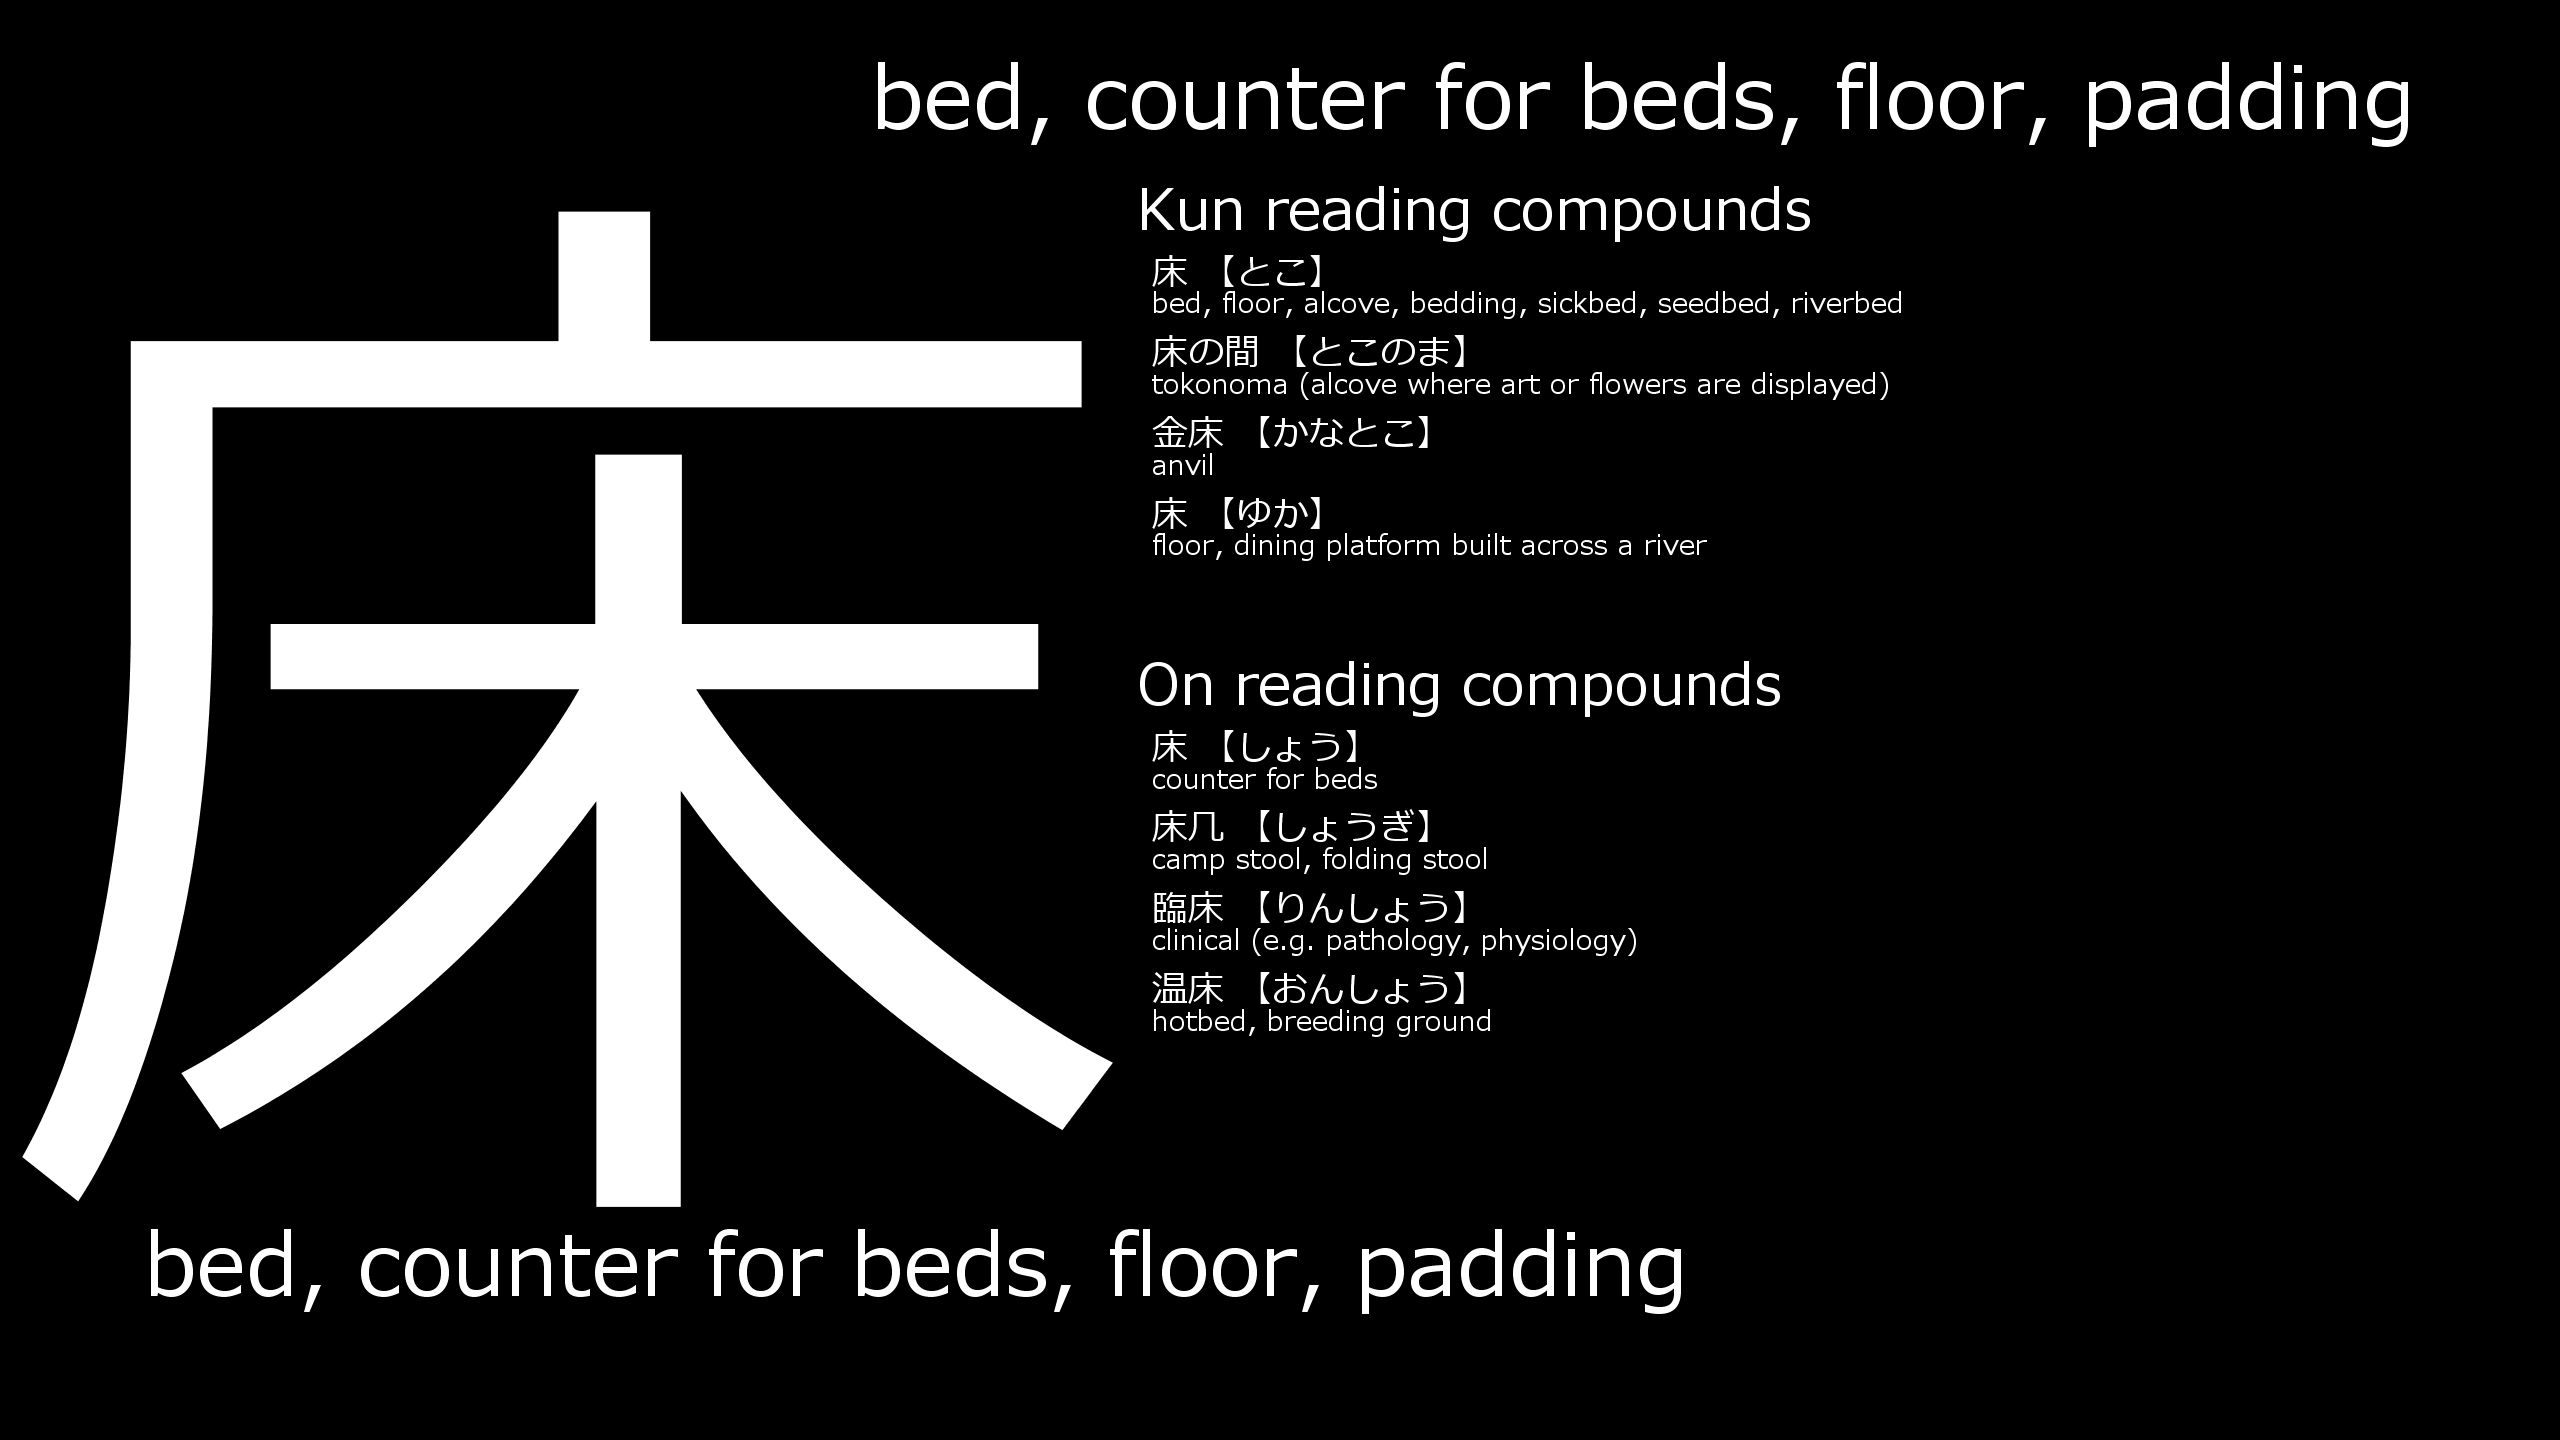 bed, counter for beds, floor, padding
床
Kun reading compounds
床 【とこ】
bed, floor, alcove, bedding, sickbed, seedbed, riverbed
床の間 【とこのま】
tokonoma (alcove where art or flowers are displayed)
金床 【かなとこ】
anvil
床 【ゆか】
floor, dining platform built across a river
On reading compounds
床 【しょう】
counter for beds
床几 【しょうぎ】
camp stool, folding stool
臨床 【りんしょう】
clinical (e.g. pathology, physiology)
温床 【おんしょう】
hotbed, breeding ground
bed, counter for beds, floor, padding